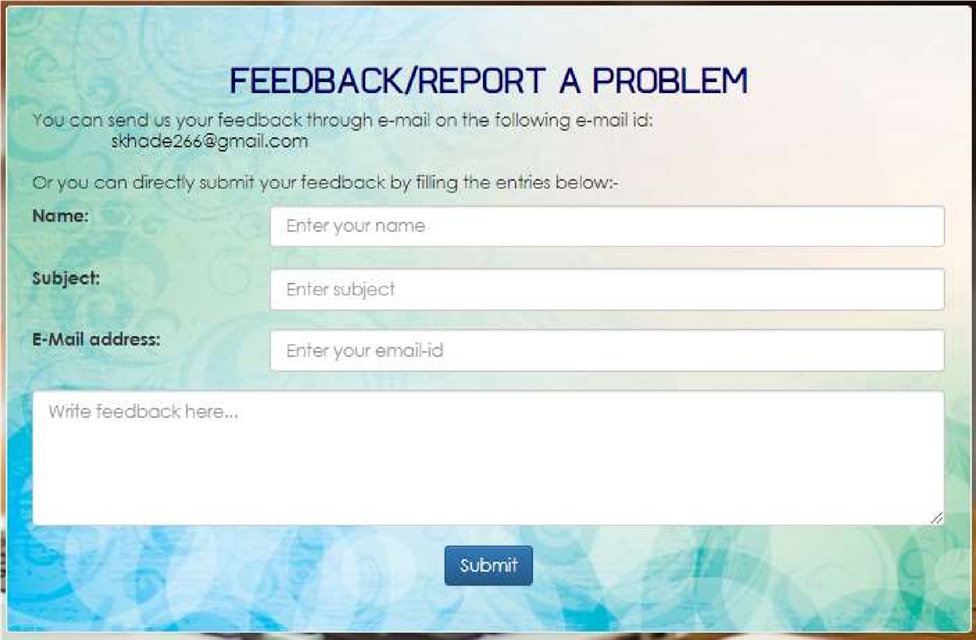 FEEDBACK/REPORT A PROBLEM
You can send us your feedback through e-mail on the following e-mail id:
skhade266@gmail.com
Or you can directly submit your feedback by filling the entries below:-
Name:
Enter your name
Subject:
Enter subject
E-Mail address:
Enter your email-id
Write feedback here...
Submit